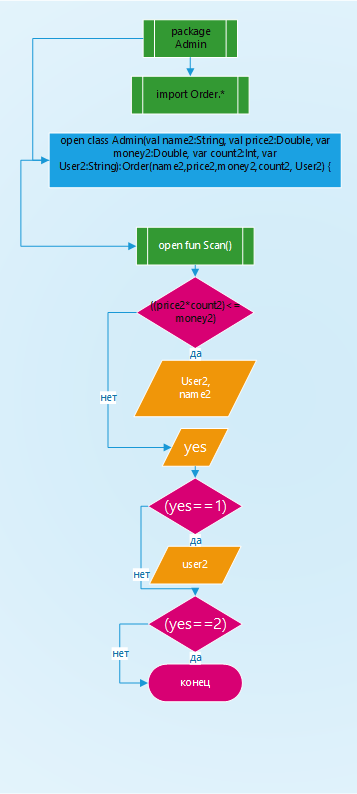 package
Admin
import Order.*
open class Admin(val name2:String, val price2:Double, var
money2:Double, var count2:Int, var
User2:String):Order(name2,price2,money2,count2, User2) {
open fun Scan()
((price2*count2)<=
money2)
да
User2,
name2
нет
yes
(yes==1)
да
user2
нет
(yes==2)
нет
да
конец